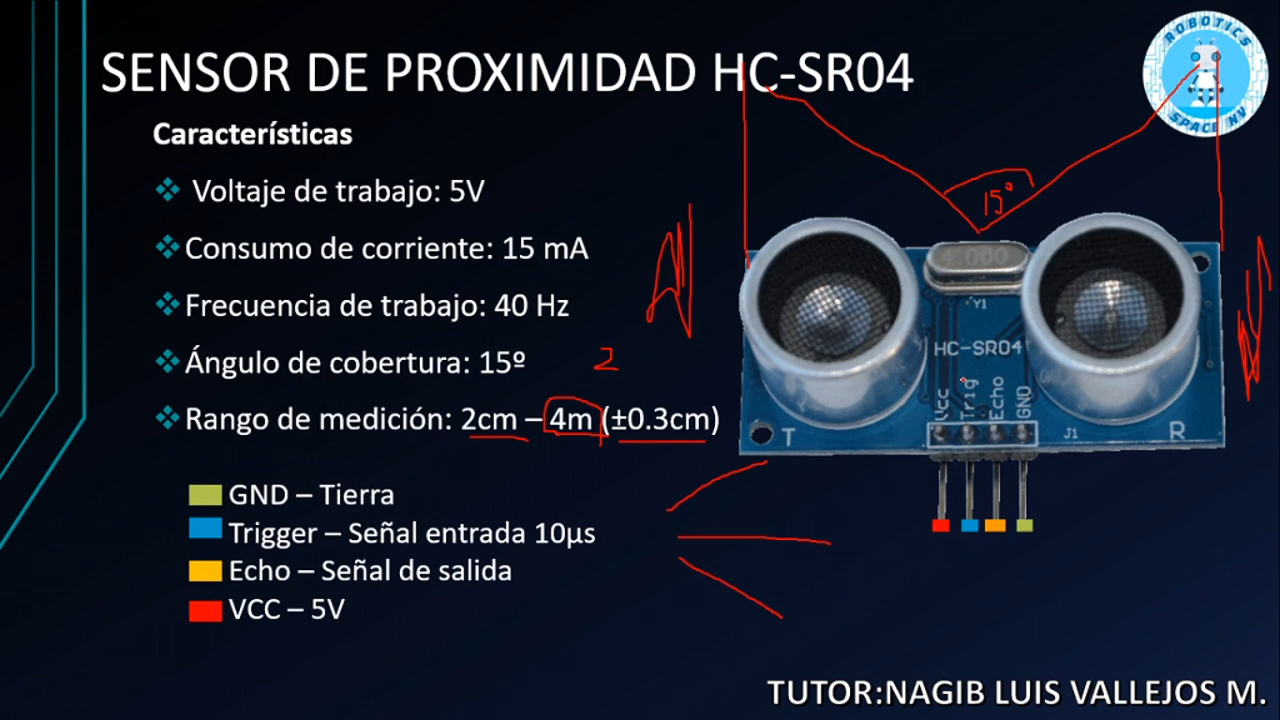 SENSOR DE PROXIMIDAD HC-SR04
ROBOTICS
SPACE NV
Características
Voltaje de trabajo: 5V
Consumo de corriente: 15 mA
Frecuencia de trabajo: 40 Hz
Ángulo de cobertura: 15º
2
Rango de medición: 2cm – 4m (±0.3cm)
GND – Tierra
Trigger – Señal entrada 10µs
Echo – Señal de salida
VCC – 5V
15°
4.000
Y1
HC-SR04
Vcc
Trig
Echo
GND
T
J1
R
TUTOR:NAGIB LUIS VALLEJOS M.